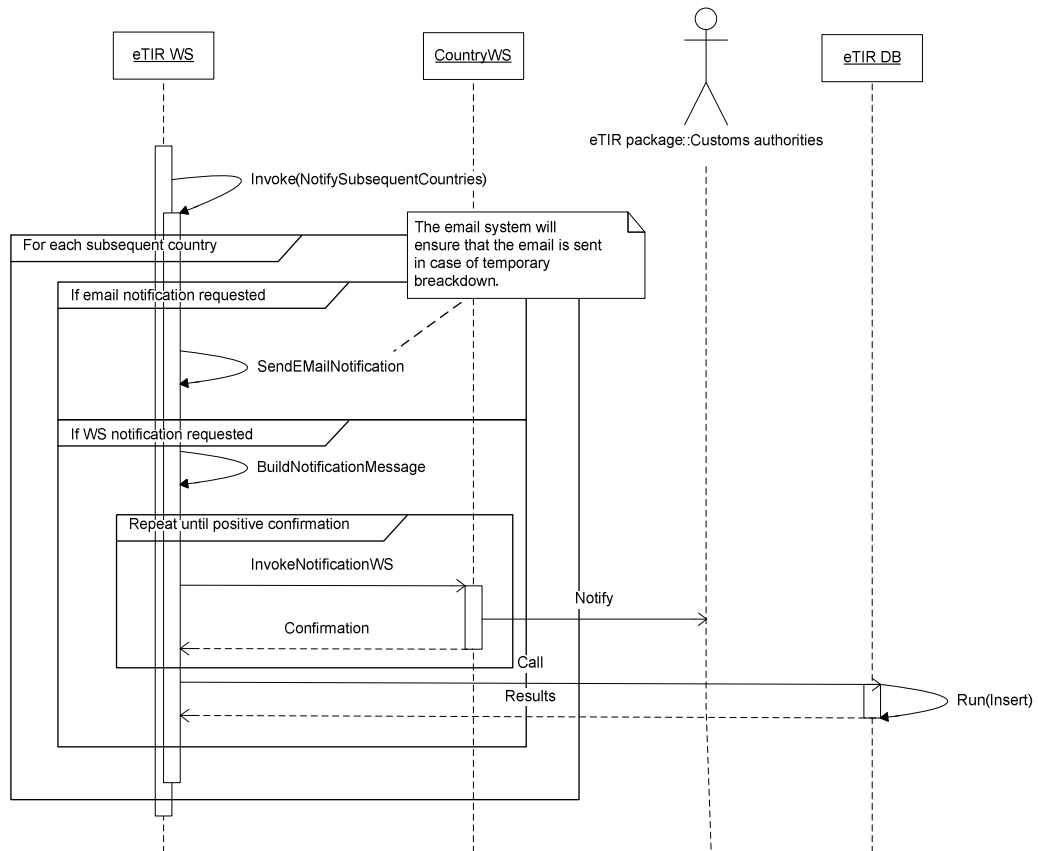 eTIR WS
CountryWS
eTIR DB
eTIR package::Customs authorities
Invoke(NotifySubsequentCountries)
The email system will
ensure that the email is sent
in case of temporary
breackdown.
For each subsequent country
If email notification requested
SendEMailNotification
If WS notification requested
BuildNotificationMessage
Repeat until positive confirmation
InvokeNotificationWS
Notify
Confirmation
Call
Results
Run(Insert)